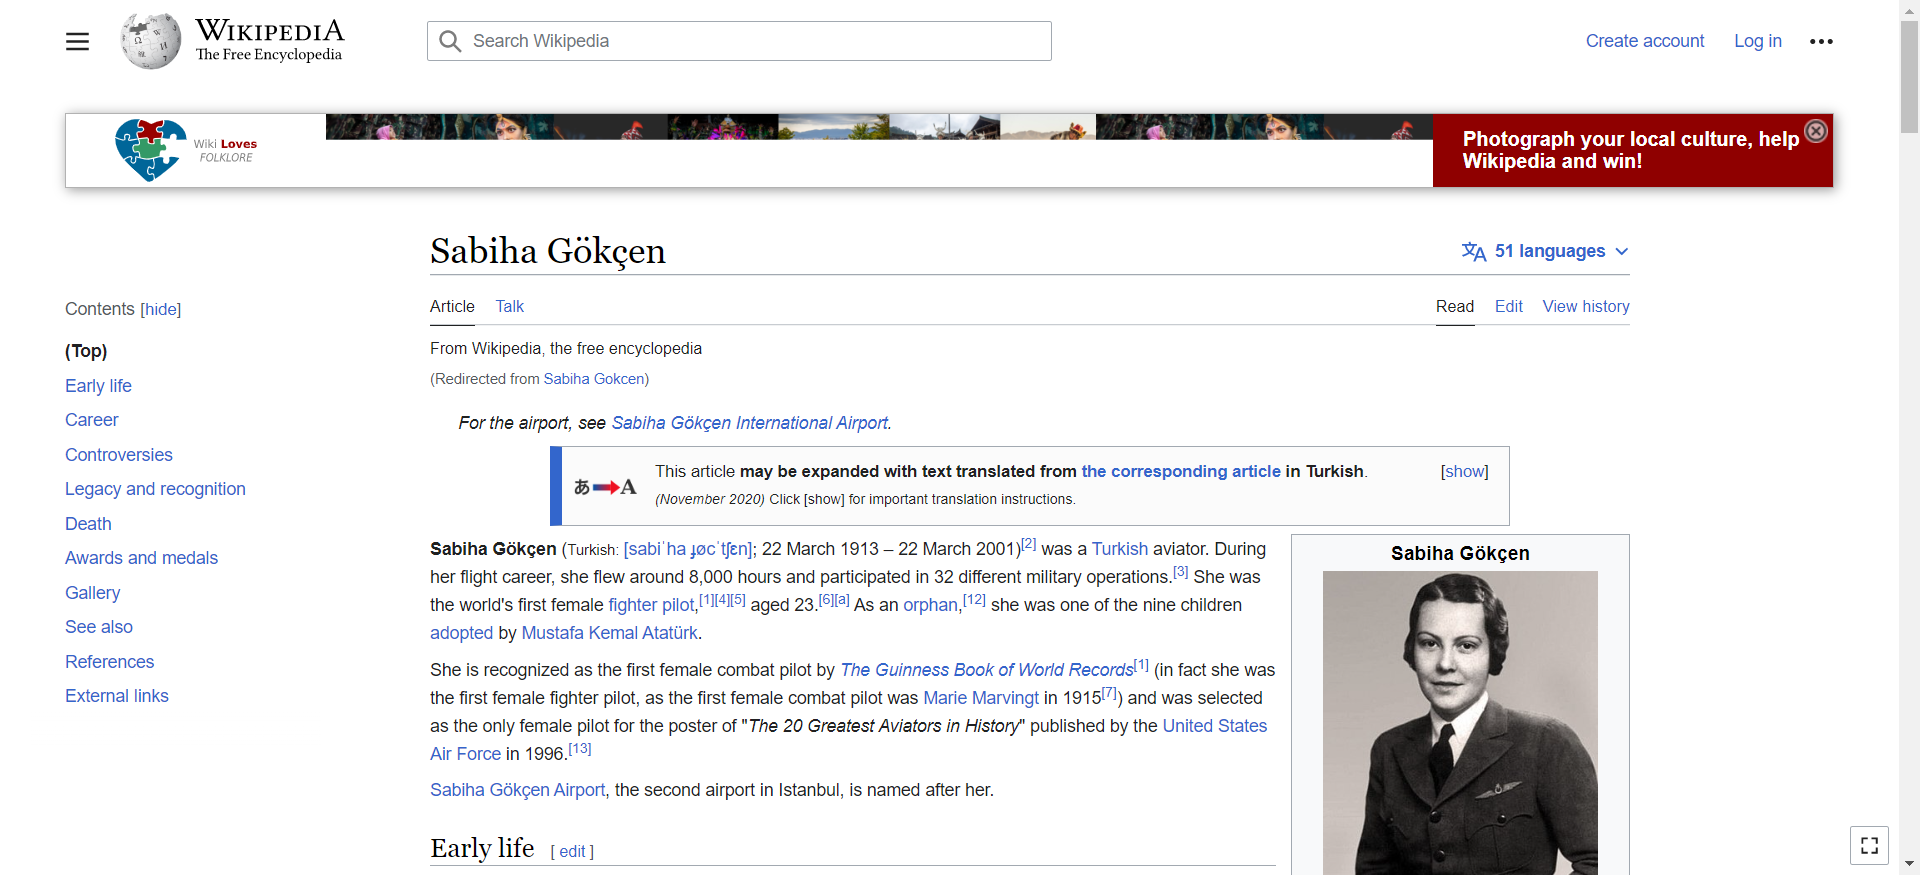 WIKIPEDIA
The Free Encyclopedia
Search Wikipedia
Create account
Log in
Wiki Loves
FOLKLORE
Photograph your local culture, help
Wikipedia and win!
Sabiha Gökçen
51 languages
Contents [hide]
(Top)
Early life
Career
Controversies
Legacy and recognition
Death
Awards and medals
Gallery
See also
References
External links
Article Talk
Read Edit View history
From Wikipedia, the free encyclopedia
(Redirected from Sabiha Gokcen)
For the airport, see Sabiha Gökçen International Airport.
あ A
This article may be expanded with text translated from the corresponding article in Turkish. [show]
(November 2020) Click [show] for important translation instructions.
Sabiha Gökçen (Turkish: [sabiˈha ɟøcˈtʃɛn]; 22 March 1913 – 22 March 2001)[2] was a Turkish aviator. During
her flight career, she flew around 8,000 hours and participated in 32 different military operations.[3] She was
the world's first female fighter pilot,[1][4][5] aged 23.[6][a] As an orphan,[12] she was one of the nine children
adopted by Mustafa Kemal Atatürk.
She is recognized as the first female combat pilot by The Guinness Book of World Records[1] (in fact she was
the first female fighter pilot, as the first female combat pilot was Marie Marvingt in 1915[7]) and was selected
as the only female pilot for the poster of "The 20 Greatest Aviators in History" published by the United States
Air Force in 1996.[13]
Sabiha Gökçen Airport, the second airport in Istanbul, is named after her.
Early life [ edit ]
Sabiha Gökçen